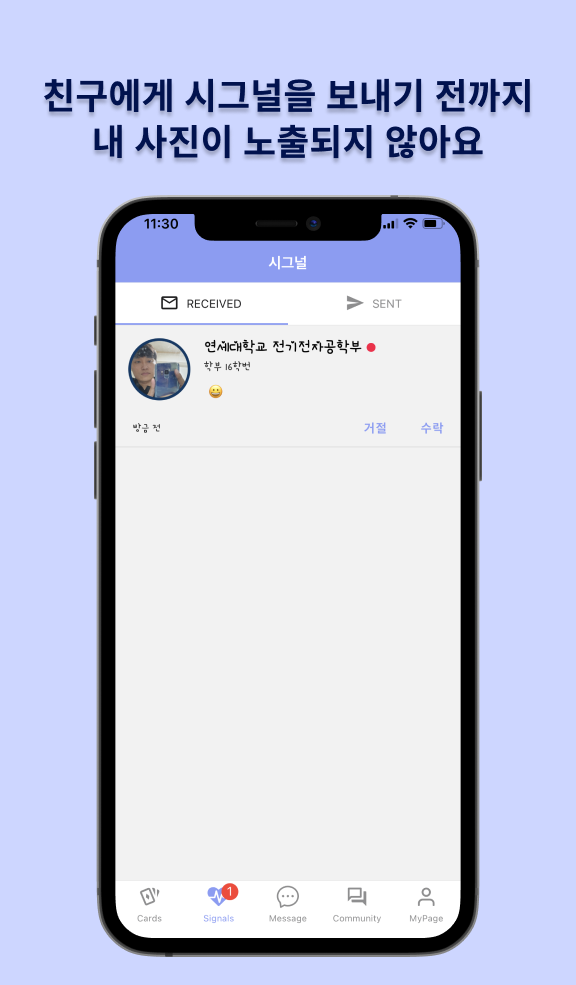 친구에게 시그널을 보내기 전까지
내 사진이 노출되지 않아요
11:30
시그널
RECEIVED
SENT
연세대학교 전기전자공학부
학부 16학번
방금 전
거절
수락
1
Cards
Signals
Message
Community
MyPage